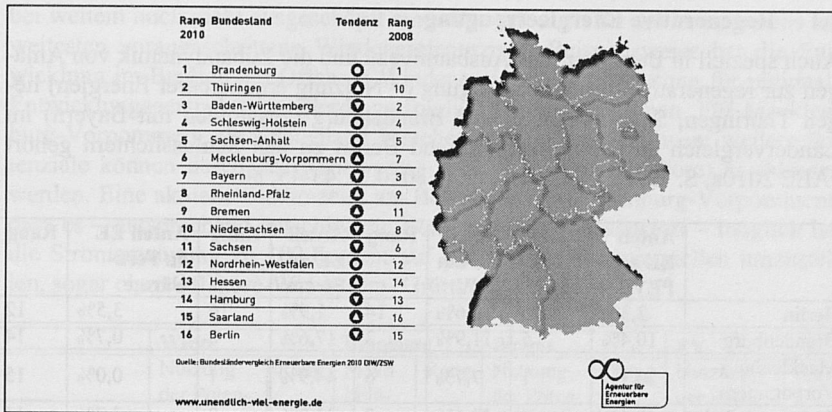 Rang Bundesland Tendenz Rang
2010 2008
1 Brandenburg 1
2 Thüringen 10
3 Baden-Württemberg 2
4 Schleswig-Holstein 4
5 Sachsen-Anhalt 5
6 Mecklenburg-Vorpommern 7
7 Bayern 3
8 Rheinland-Pfalz 9
9 Bremen 11
10 Niedersachsen 8
11 Sachsen 6
12 Nordrhein-Westfalen 12
13 Hessen 14
14 Hamburg 13
15 Saarland 16
16 Berlin 15
Quelle: Bundesländervergleich Erneuerbare Energien 2010 DIW/ZSW
www.unendlich-viel-energie.de
Agentur für
Erneuerbare
Energien